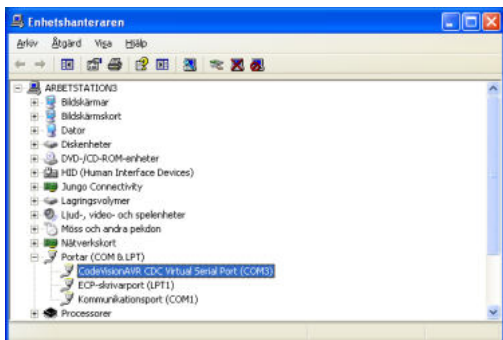 Enhetshanteraren
Arkiv Åtgärd Visa Hjälp
ARBETSTATION3
Bildskärmar
Bildskärmskort
Dator
Diskenheter
DVD-/CD-ROM-enheter
HID (Human Interface Devices)
Jungo Connectivity
Lagringsvolymer
Ljud-, video- och spelenheter
Möss och andra pekdon
Nätverkskort
Portar (COM & LPT)
CodeVisionAVR CDC Virtual Serial Port (COM3)
ECP-skrivarport (LPT1)
Kommunikationsport (COM1)
Processorer